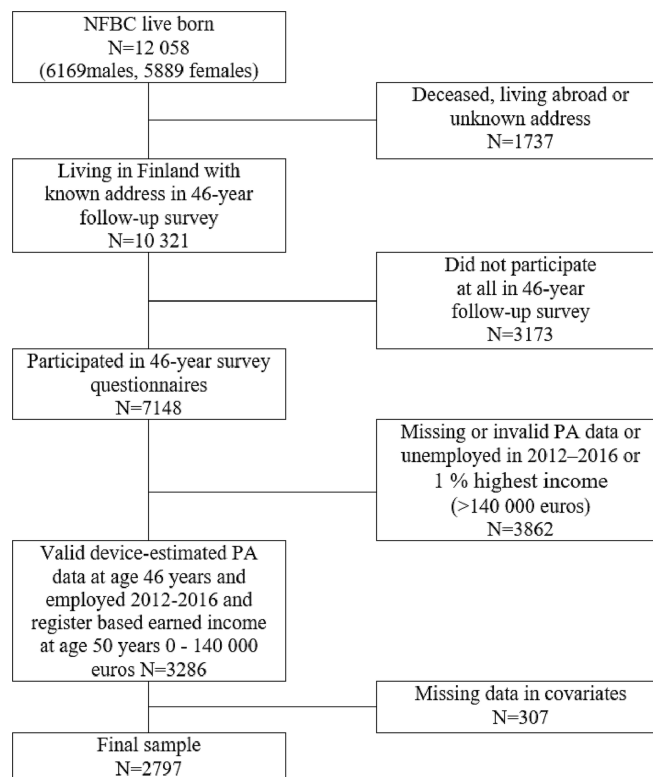 NFBC live born
N=12 058
(6169males, 5889 females)
Deceased, living abroad or
unknown address
N=1737
Living in Finland with
known address in 46-year
follow-up survey
N=10 321
Did not participate
at all in 46-year
follow-up survey
N=3173
Participated in 46-year survey
questionnaires
N=7148
Missing or invalid PA data or
unemployed in 2012–2016 or
1 % highest income
(>140 000 euros)
N=3862
Valid device-estimated PA
data at age 46 years and
employed 2012-2016 and
register based earned income
at age 50 years 0 - 140 000
euros N=3286
Missing data in covariates
N=307
Final sample
N=2797